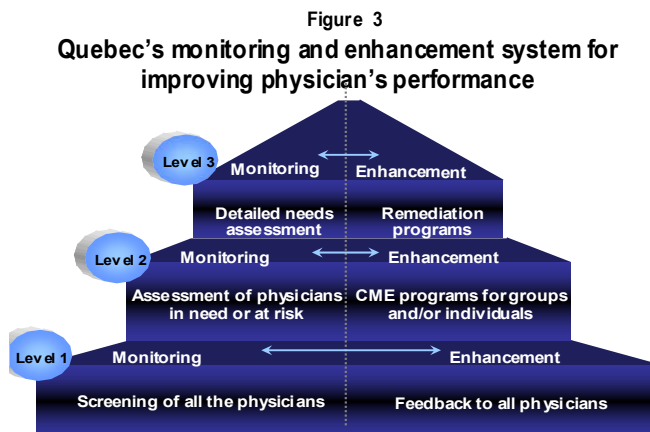 Figure 3
Quebec's monitoring and enhancement system for
improving physician's performance
Level 3
Monitoring
Enhancement
Detailed needs
assessment
Remediation
programs
Level 2
Monitoring
Enhancement
Assessment of physicians
in need or at risk
CME programs for groups
and/or individuals
Level 1
Monitoring
Enhancement
Screening of all the physicians
Feedback to all physicians